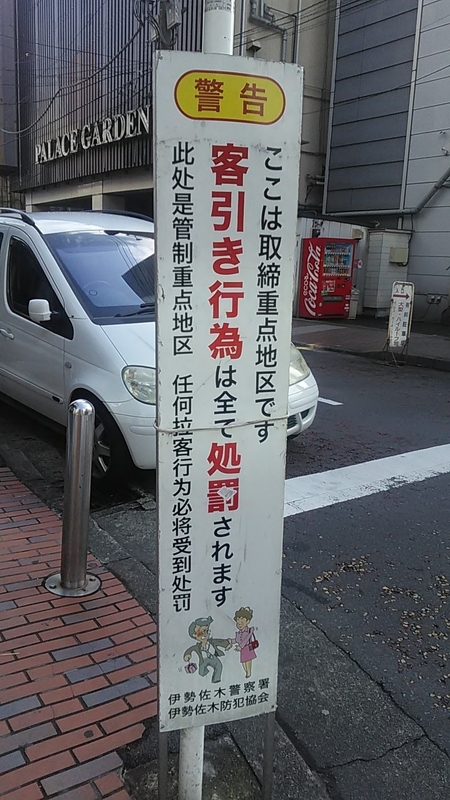 警告
ここは取締重点地区です
客引き行為は全て処罰されます
此处是管制重点地区 任何拉客行为必将受到处罚
伊勢佐木警察署
伊勢佐木防犯協会
PALACE GARDEN
Coca-Cola